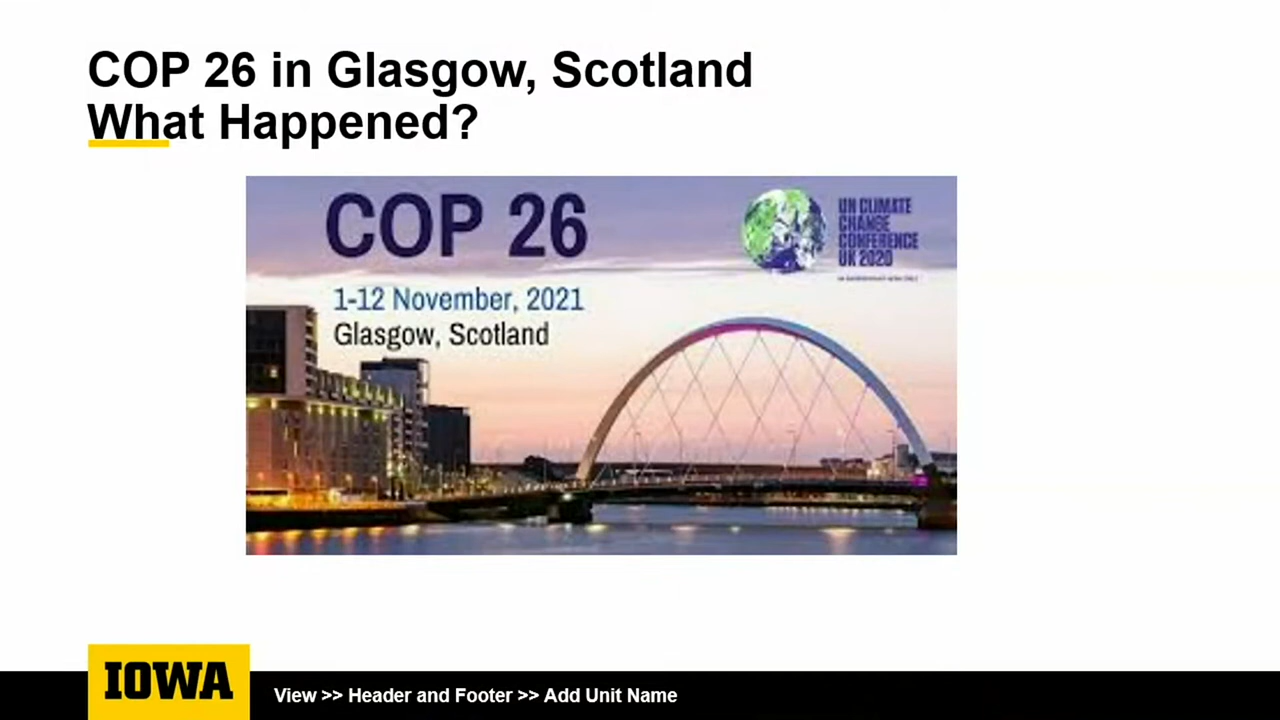 COP 26 in Glasgow, Scotland
What Happened?
COP 26
1-12 November, 2021
Glasgow, Scotland
UN CLIMATE
CHANGE
CONFERENCE
UK 2020
IOWA
View >> Header and Footer >> Add Unit Name